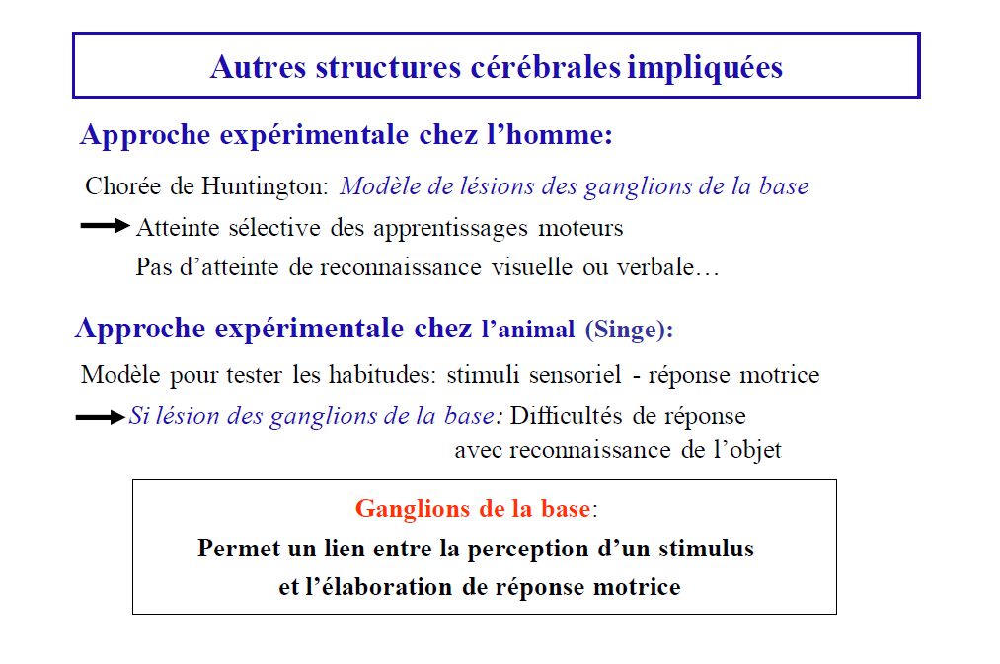 Autres structures cérébrales impliquées
Approche expérimentale chez l’homme:
Chorée de Huntington: Modèle de lésions des ganglions de la base
Atteinte sélective des apprentissages moteurs
Pas d’atteinte de reconnaissance visuelle ou verbale…
Approche expérimentale chez l’animal (Singe):
Modèle pour tester les habitudes: stimuli sensoriel - réponse motrice
Si lésion des ganglions de la base: Difficultés de réponse
avec reconnaissance de l’objet
Ganglions de la base:
Permet un lien entre la perception d’un stimulus
et l’élaboration de réponse motrice